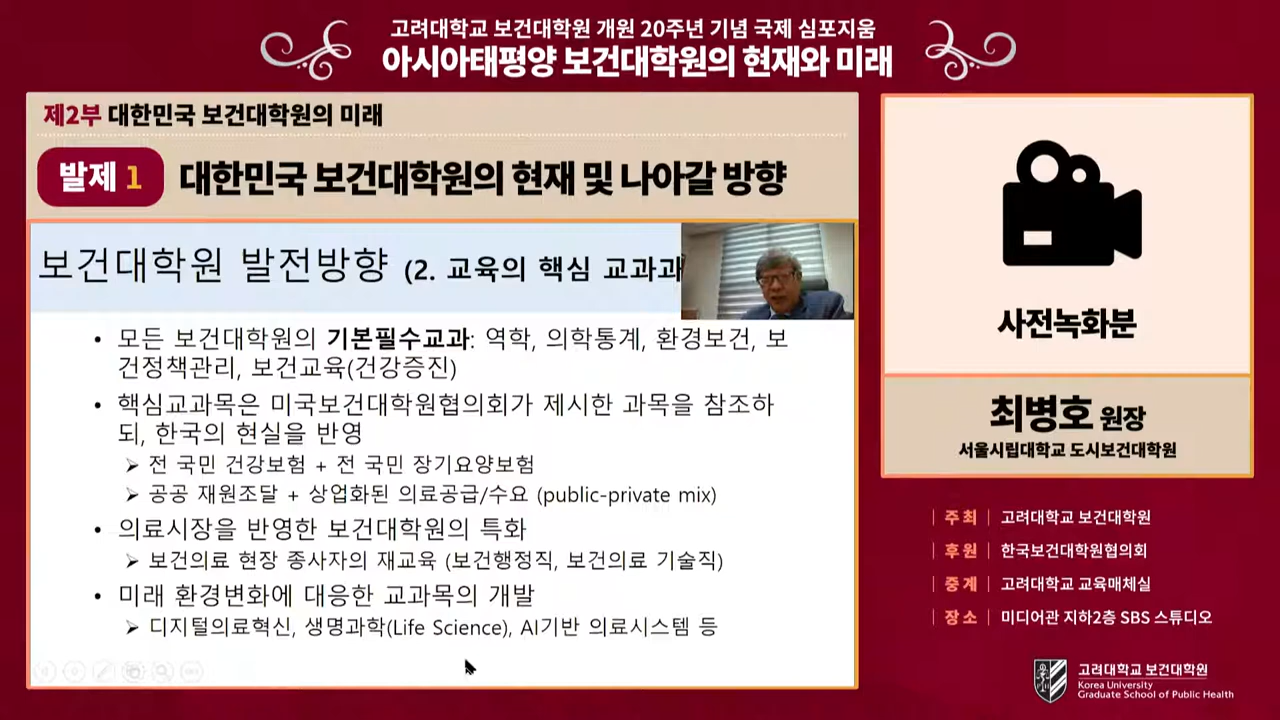 고려대학교 보건대학원 개원 20주년 기념 국제 심포지움
아시아태평양 보건대학원의 현재와 미래
제2부 대한민국 보건대학원의 미래
발제 1 대한민국 보건대학원의 현재 및 나아갈 방향
보건대학원 발전방향 (2. 교육의 핵심 교과과
• 모든 보건대학원의 기본필수교과: 역학, 의학통계, 환경보건, 보
건정책관리, 보건교육(건강증진)
• 핵심교과목은 미국보건대학원협의회가 제시한 과목을 참조하
되, 한국의 현실을 반영
➢ 전 국민 건강보험 + 전 국민 장기요양보험
➢ 공공 재원조달 + 상업화된 의료공급/수요 (public-private mix)
• 의료시장을 반영한 보건대학원의 특화
➢ 보건의료 현장 종사자의 재교육 (보건행정직, 보건의료 기술직)
• 미래 환경변화에 대응한 교과목의 개발
➢ 디지털의료혁신, 생명과학(Life Science), AI기반 의료시스템 등
사전녹화분
최병호 원장
서울시립대학교 도시보건대학원
| 주최 | 고려대학교 보건대학원
| 후원 | 한국보건대학원협의회
| 중계 | 고려대학교 교육매체실
| 장소 | 미디어관 지하2층 SBS 스튜디오
고려대학교 보건대학원
Korea University
Graduate School of Public Health